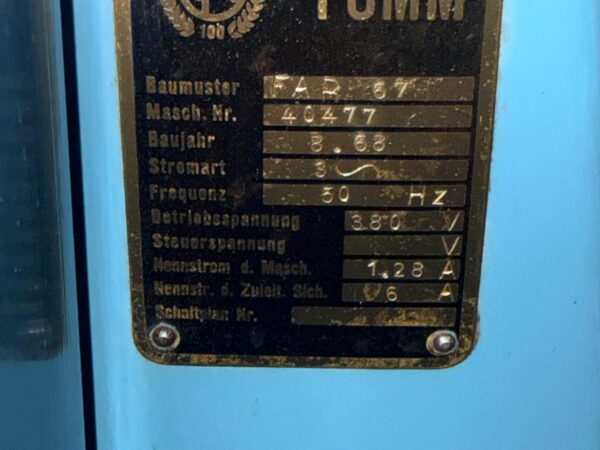 100
TUMM
Baumuster FAR 67
Masch. Nr. 40477
Baujahr 8.68
Stromart 3~
Frequenz 50 Hz
Betriebsspannung 380 V
Steuerspannung V
Nennstrom d. Masch. 1,28 A
Nennstr. d. Zuleit. Sich. 6 A
Schaltplan Nr.